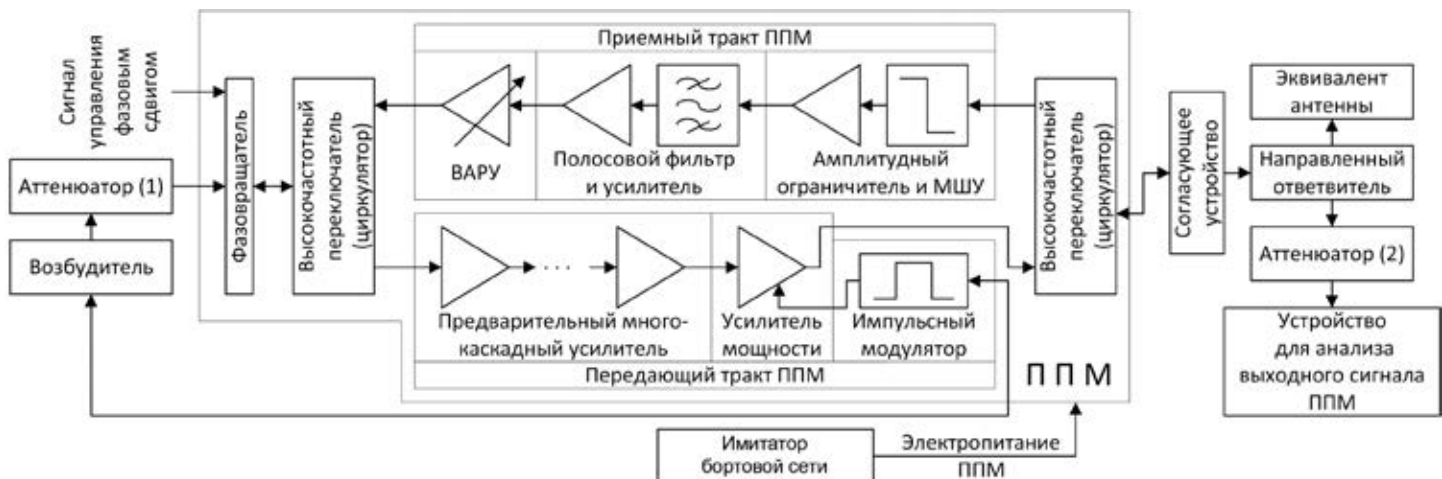 Приемный тракт ППМ
Сигнал
управления
фазовым
сдвигом
Аттенюатор (1)
Возбудитель
Фазовращатель
Высокочастотный
переключатель
(циркулятор)
ВАРУ
Полосовой фильтр
и усилитель
Амплитудный
ограничитель и МШУ
Предварительный много-
каскадный усилитель
Усилитель
мощности
Импульсный
модулятор
Передающий тракт ППМ
Высокочастотный
переключатель
(циркулятор)
П П М
Согласующее
устройство
Эквивалент
антенны
Направленный
ответвитель
Аттенюатор (2)
Устройство
для анализа
выходного сигнала
ППМ
Имитатор
бортовой сети
Электропитание
ППМ